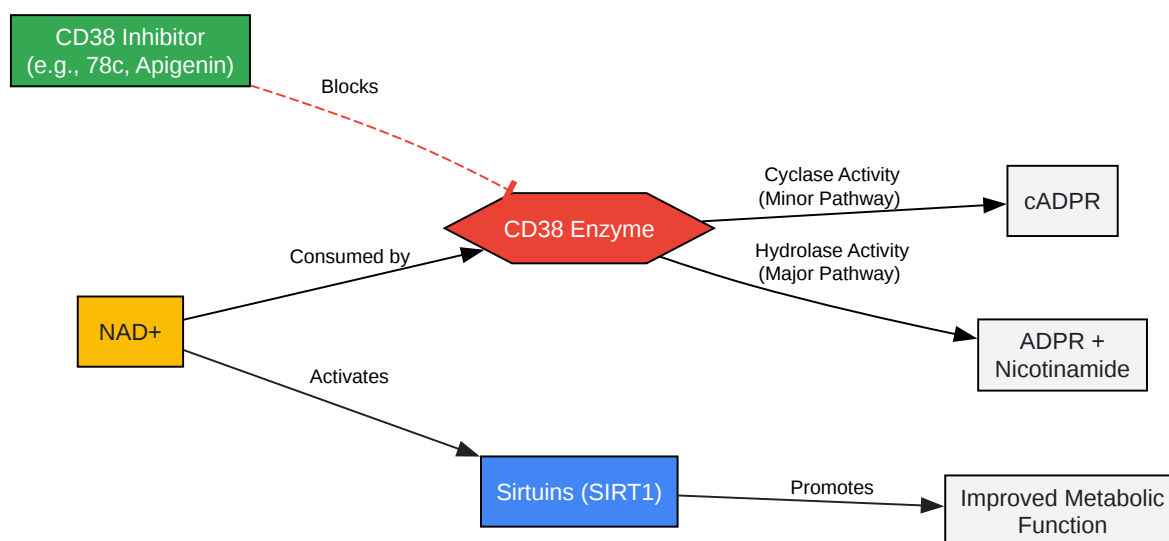 CD38 Inhibitor
(e.g., 78c, Apigenin)
Blocks
CD38 Enzyme
Cyclase Activity
(Minor Pathway)
cADPR
Hydrolase Activity
(Major Pathway)
ADPR +
Nicotinamide
Consumed by
NAD+
Activates
Sirtuins (SIRT1)
Promotes
Improved Metabolic
Function